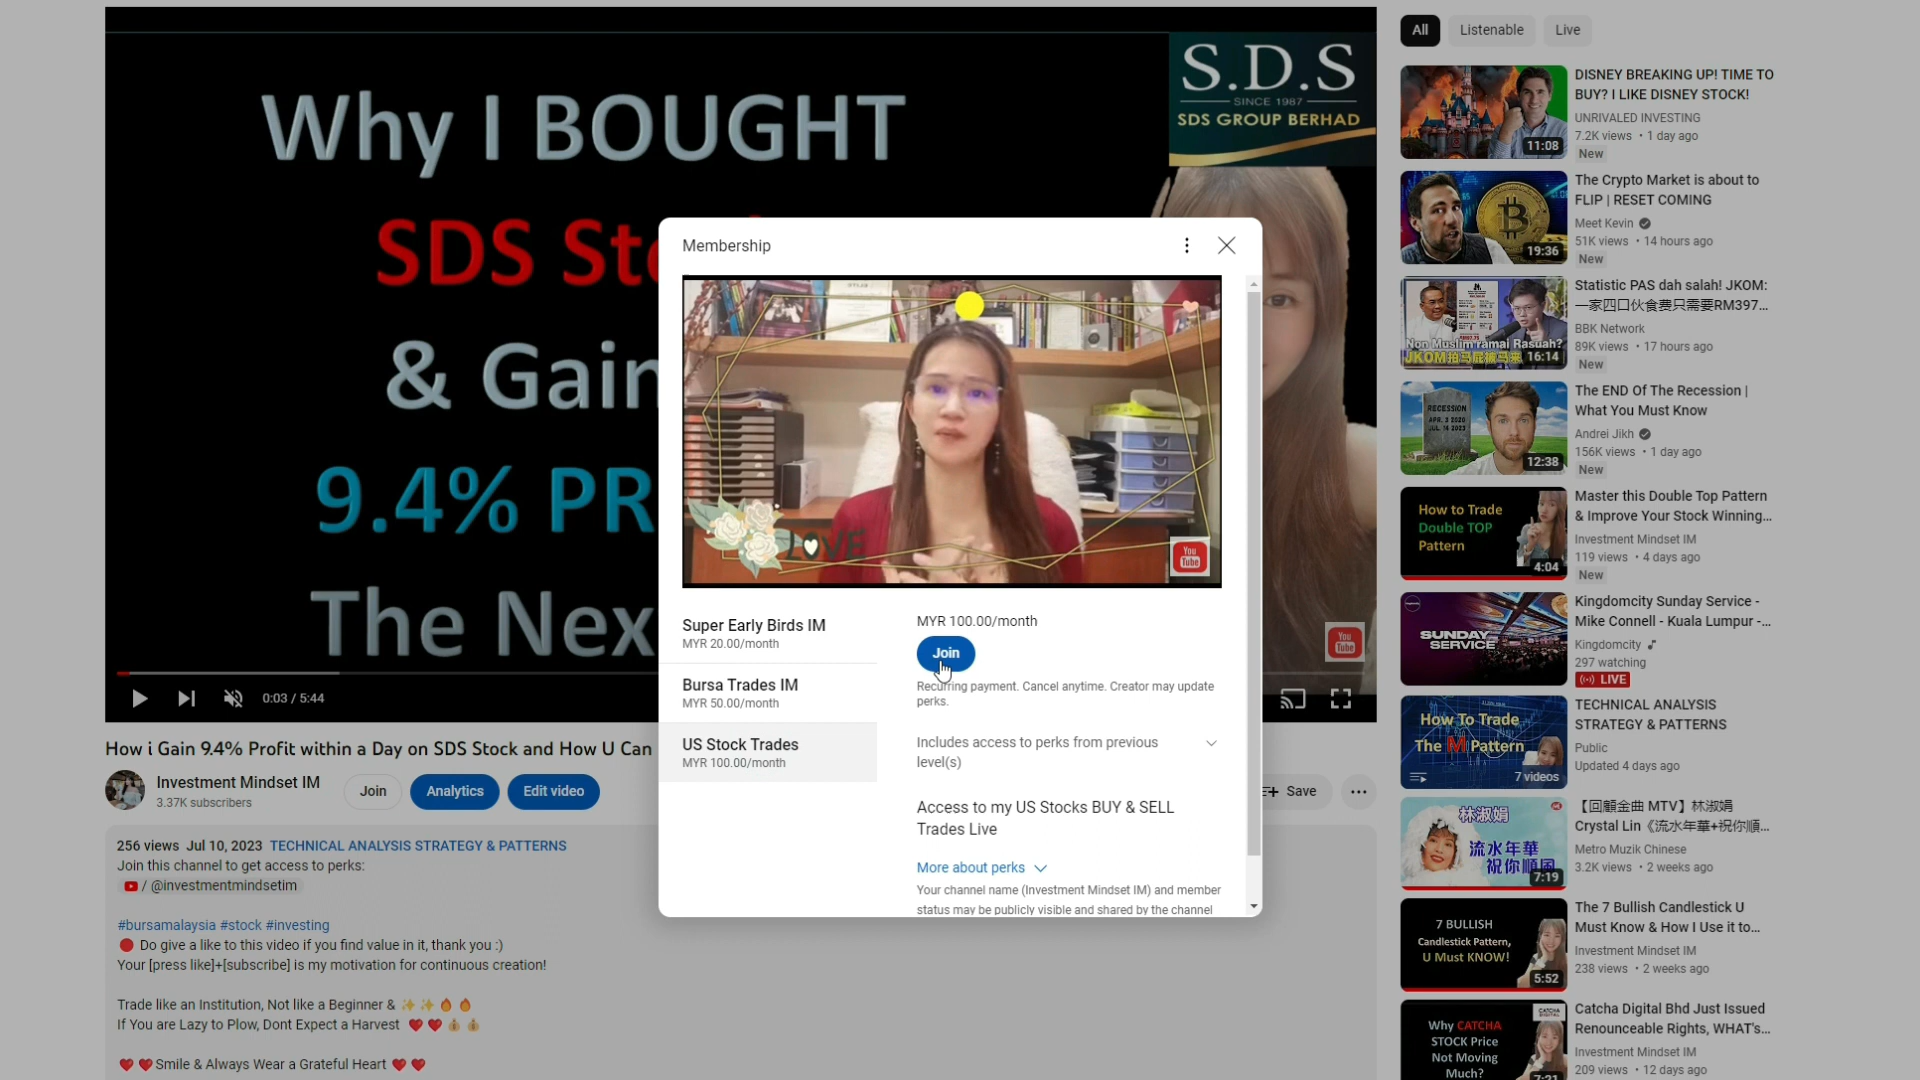 Why I BOUGHT
SDS
& Gain
9.4% PR
The Nex
S.D.S
SINCE 1987
SDS GROUP BERHAD
You
Tube
0:03 / 5:44
How i Gain 9.4% Profit within a Day on SDS Stock and How U Can
Investment Mindset IM
3.37K subscribers
Join
Analytics
Edit video
Save
256 views Jul 10, 2023 TECHNICAL ANALYSIS STRATEGY & PATTERNS
Join this channel to get access to perks:
/ @investmentmindsetim
#bursamalaysia #stock #investing
🔴 Do give a like to this video if you find value in it, thank you :)
Your [press like]+[subscribe] is my motivation for continuous creation!
Trade like an Institution, Not like a Beginner & ✨✨🔥🔥
If You are Lazy to Plow, Dont Expect a Harvest ❤️❤️💰💰
❤️❤️Smile & Always Wear a Grateful Heart ❤️❤️
Membership
LOVE
You
Tube
Super Early Birds IM
MYR 20.00/month
Bursa Trades IM
MYR 50.00/month
US Stock Trades
MYR 100.00/month
MYR 100.00/month
Join
Recurring payment. Cancel anytime. Creator may update
perks.
Includes access to perks from previous
level(s)
Access to my US Stocks BUY & SELL
Trades Live
More about perks
Your channel name (Investment Mindset IM) and member
status may be publicly visible and shared by the channel
All
Listenable
Live
11:08
DISNEY BREAKING UP! TIME TO
BUY? I LIKE DISNEY STOCK!
UNRIVALED INVESTING
7.2K views • 1 day ago
New
19:36
The Crypto Market is about to
FLIP | RESET COMING
Meet Kevin
51K views • 14 hours ago
New
Non Muslim ramai Rasuah?
16:14
Statistic PAS dah salah! JKOM:
一家四口伙食费只需要RM397...
BBK Network
89K views • 17 hours ago
New
RECESSION
12:38
The END Of The Recession |
What You Must Know
Andrei Jikh
156K views • 1 day ago
New
How to Trade
Double TOP
Pattern
4:04
Master this Double Top Pattern
& Improve Your Stock Winning...
Investment Mindset IM
119 views • 4 days ago
New
SUNDAY
SERVICE
Kingdomcity Sunday Service -
Mike Connell - Kuala Lumpur -...
Kingdomcity
297 watching
LIVE
How To Trade
The M Pattern
7 videos
TECHNICAL ANALYSIS
STRATEGY & PATTERNS
Public
Updated 4 days ago
林淑娟
流水年華
祝你順風
7:19
【回顧金曲 MTV】林淑娟
Crystal Lin《流水年華+祝你順...
Metro Muzik Chinese
3.2K views • 2 weeks ago
7 BULLISH
Candlestick Pattern,
U Must KNOW!
5:52
The 7 Bullish Candlestick U
Must Know & How I Use it to...
Investment Mindset IM
238 views • 2 weeks ago
Why CATCHA
STOCK Price
Not Moving
Much?
CATCHA
DIGITAL
7:21
Catcha Digital Bhd Just Issued
Renounceable Rights, WHAT's...
Investment Mindset IM
209 views • 12 days ago